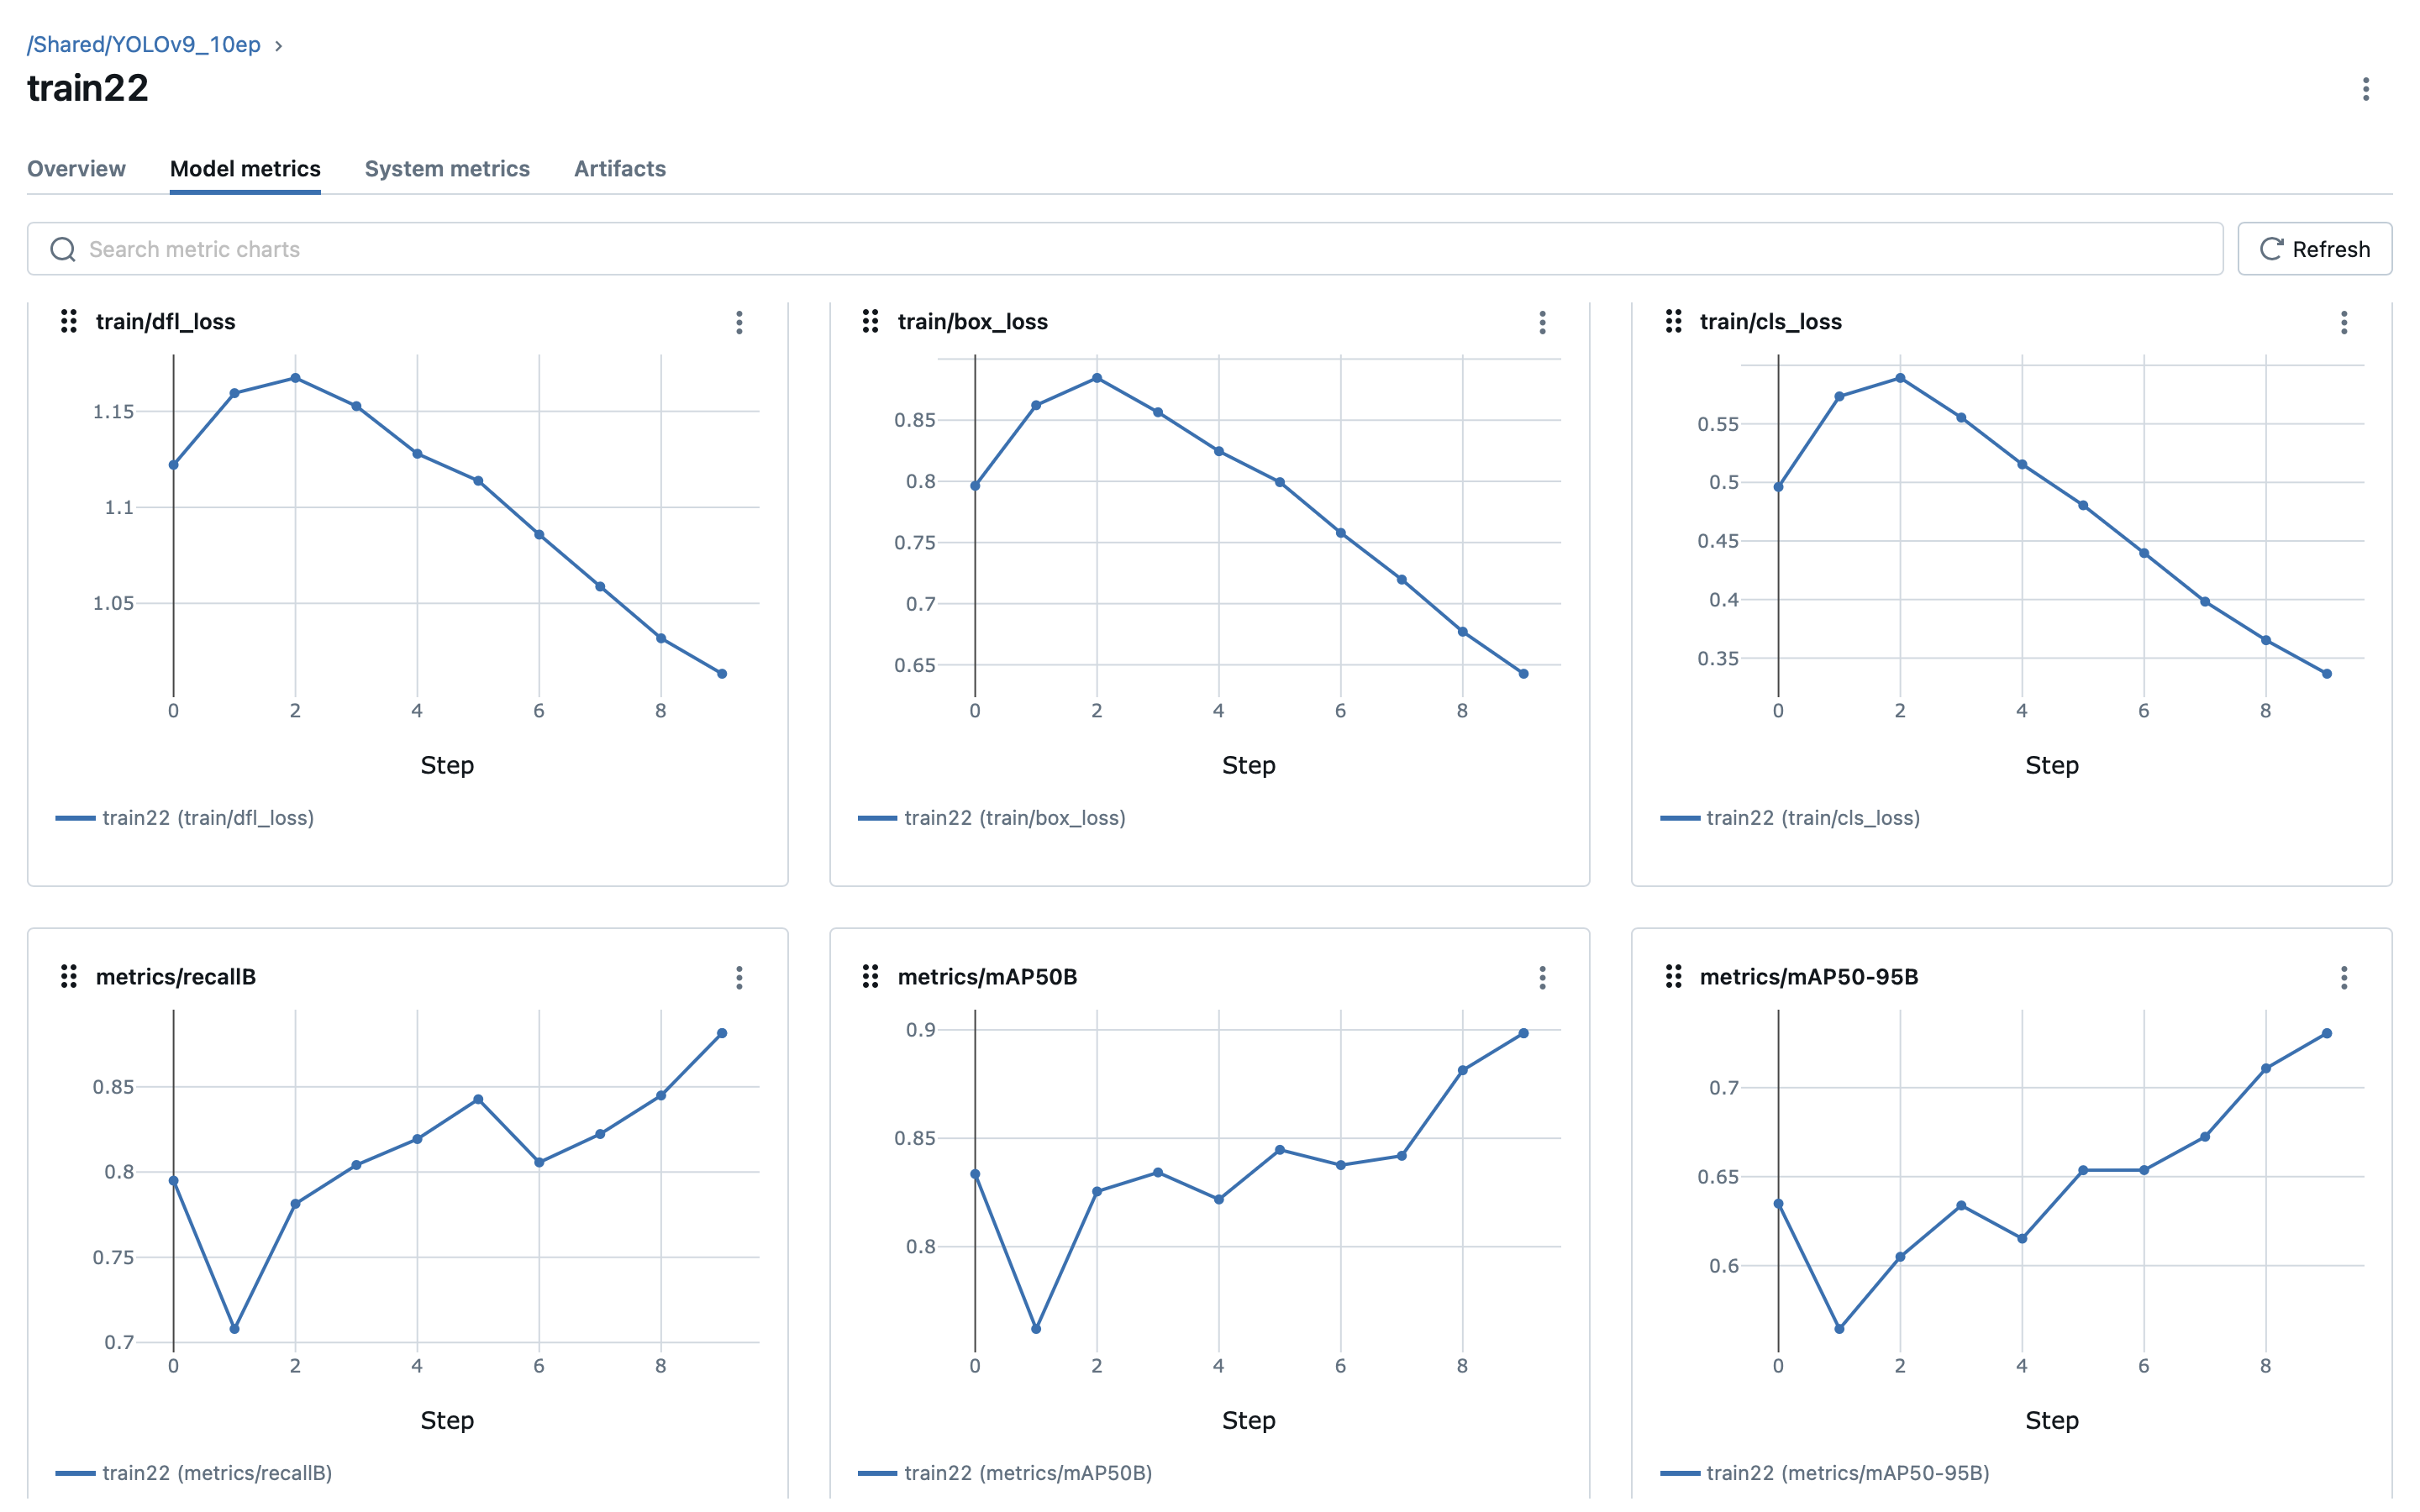 /Shared/YOLOv9_10ep >
train22
Overview Model metrics System metrics Artifacts
Search metric charts Refresh
train/dfl_loss
1.15
1.1
1.05
0 2 4 6 8
Step
train22 (train/dfl_loss)
train/box_loss
0.85
0.8
0.75
0.7
0.65
0 2 4 6 8
Step
train22 (train/box_loss)
train/cls_loss
0.55
0.5
0.45
0.4
0.35
0 2 4 6 8
Step
train22 (train/cls_loss)
metrics/recallB
0.85
0.8
0.75
0.7
0 2 4 6 8
Step
train22 (metrics/recallB)
metrics/mAP50B
0.9
0.85
0.8
0 2 4 6 8
Step
train22 (metrics/mAP50B)
metrics/mAP50-95B
0.7
0.65
0.6
0 2 4 6 8
Step
train22 (metrics/mAP50-95B)